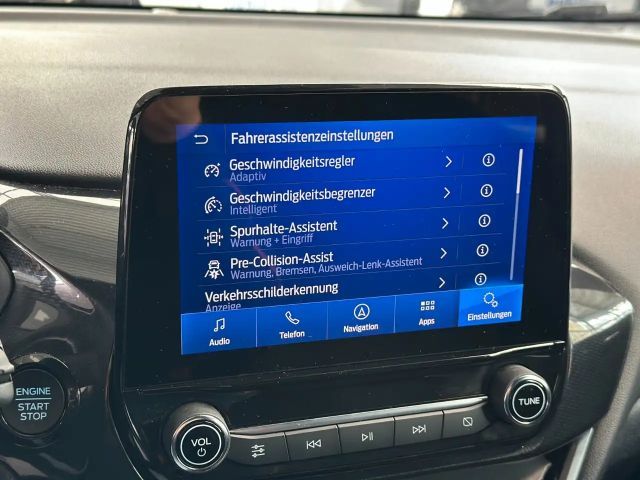 Fahrerassistenzeinstellungen
Geschwindigkeitsregler
Adaptiv
Geschwindigkeitsbegrenzer
Intelligent
Spurhalte-Assistent
Warnung + Eingriff
Pre-Collision-Assist
Warnung, Bremsen, Ausweich-Lenk-Assistent
Verkehrsschilderkennung
Anzeige
Audio
Telefon
Navigation
Apps
Einstellungen
ENGINE
START
STOP
VOL
TUNE